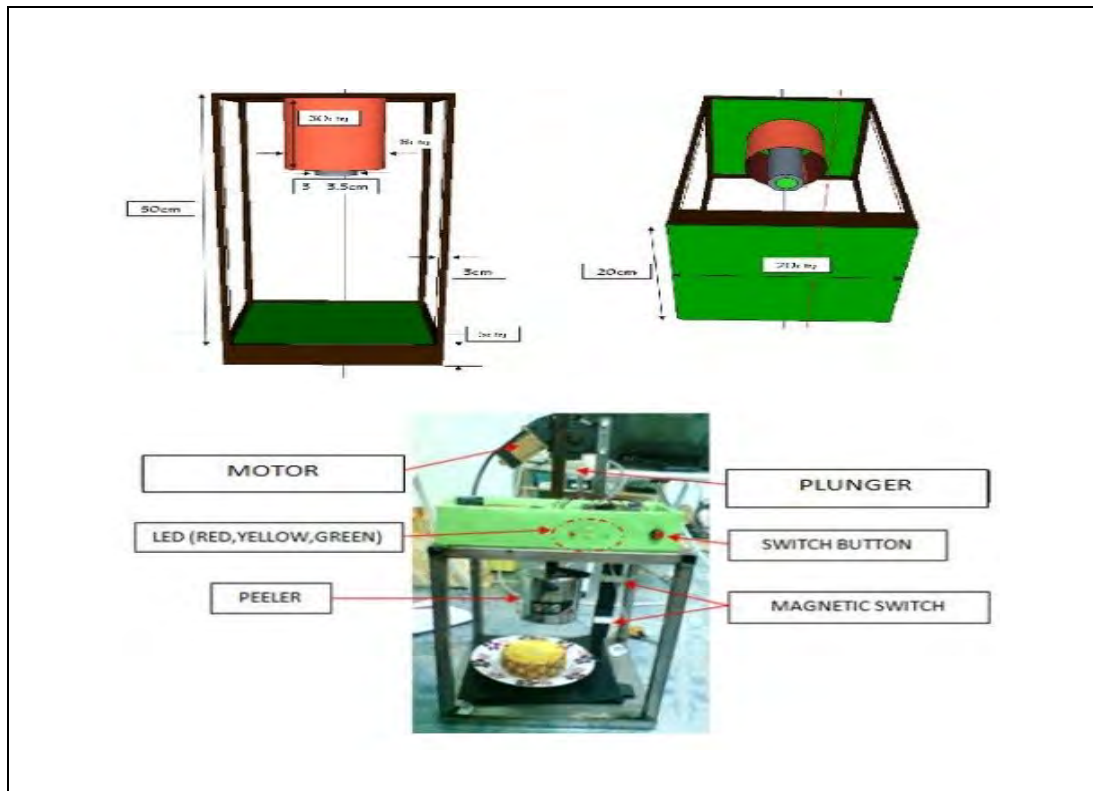 50cm
3 3.5cm
3cm
20cm
MOTOR
PLUNGER
LED (RED,YELLOW,GREEN)
SWITCH BUTTON
PEELER
MAGNETIC SWITCH